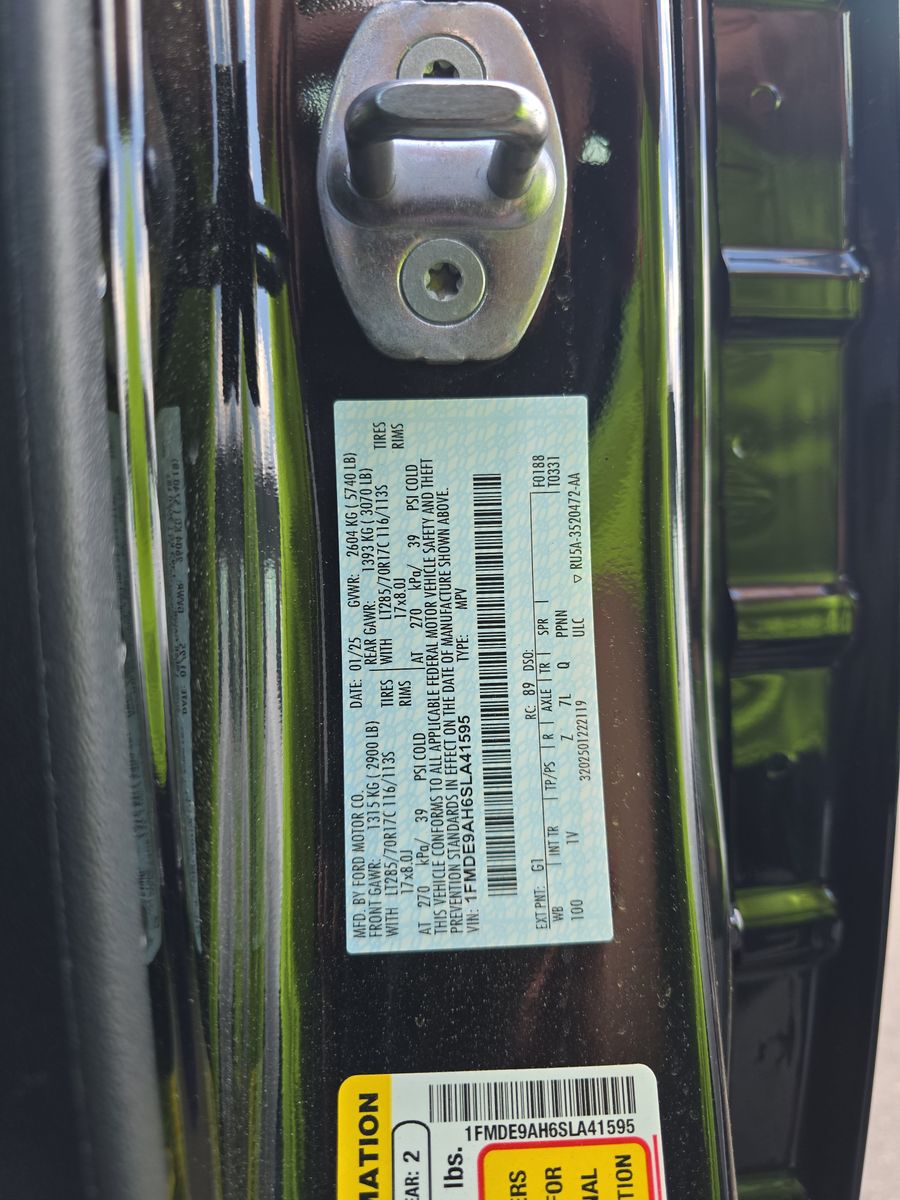 MFD. BY FORD MOTOR CO.
DATE: 01/25 GVWR: 2604 KG ( 5740 LB)
FRONT GAWR: 1315 KG ( 2900 LB) REAR GAWR: 1393 KG ( 3070 LB)
WITH LT285/70R17C 116/113S TIRES WITH LT285/70R17C 116/113S TIRES
17x8.0J RIMS 17x8.0J RIMS
AT 270 kPa/ 39 PSI COLD AT 270 kPa/ 39 PSI COLD
THIS VEHICLE CONFORMS TO ALL APPLICABLE FEDERAL MOTOR VEHICLE SAFETY AND THEFT
PREVENTION STANDARDS IN EFFECT ON THE DATE OF MANUFACTURE SHOWN ABOVE.
VIN: 1FMDE9AH6SLA41595 TYPE: MPV
F0188
EXT PNT: G1 RC: 89 DSO: T0331
WB INT TR TP/PS R AXLE TR SPR
100 1V Z 7L Q PPNN
3202501222119 ULC ▽ RU5A-3520472-AA
MATION
EAR: 2
lbs.
1FMDE9AH6SLA41595
ERS
FOR
NAL
TION